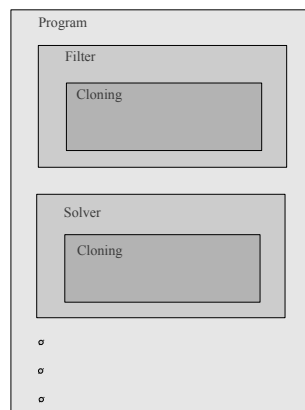 Program
Filter
Cloning
Solver
Cloning
σ
σ
σ